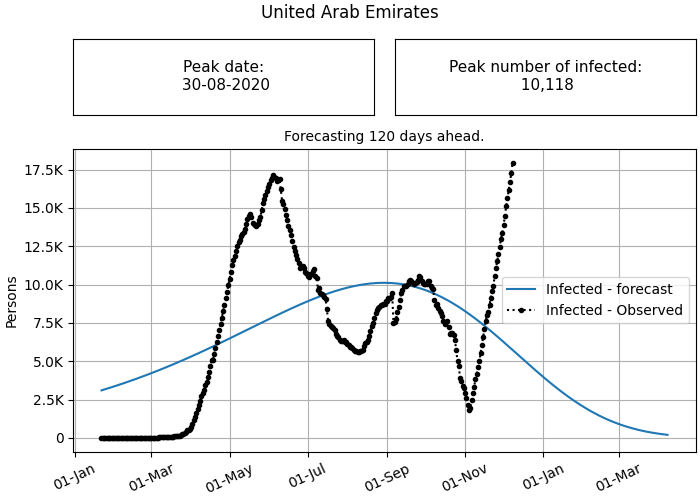 United Arab Emirates
Peak date:
30-08-2020
Peak number of infected:
10,118
Forecasting 120 days ahead.
Persons
17.5K
15.0K
12.5K
10.0K
7.5K
5.0K
2.5K
0
Infected - forecast
Infected - Observed
01-Jan
01-Mar
01-May
01-Jul
01-Sep
01-Nov
01-Jan
01-Mar